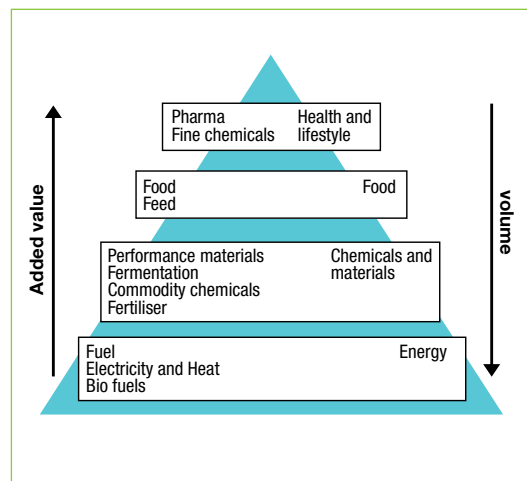 Pharma
Fine chemicals
Health and
lifestyle
Food
Feed
Food
Performance materials
Fermentation
Commodity chemicals
Fertiliser
Chemicals and
materials
Fuel
Electricity and Heat
Bio fuels
Energy
Added value
volume